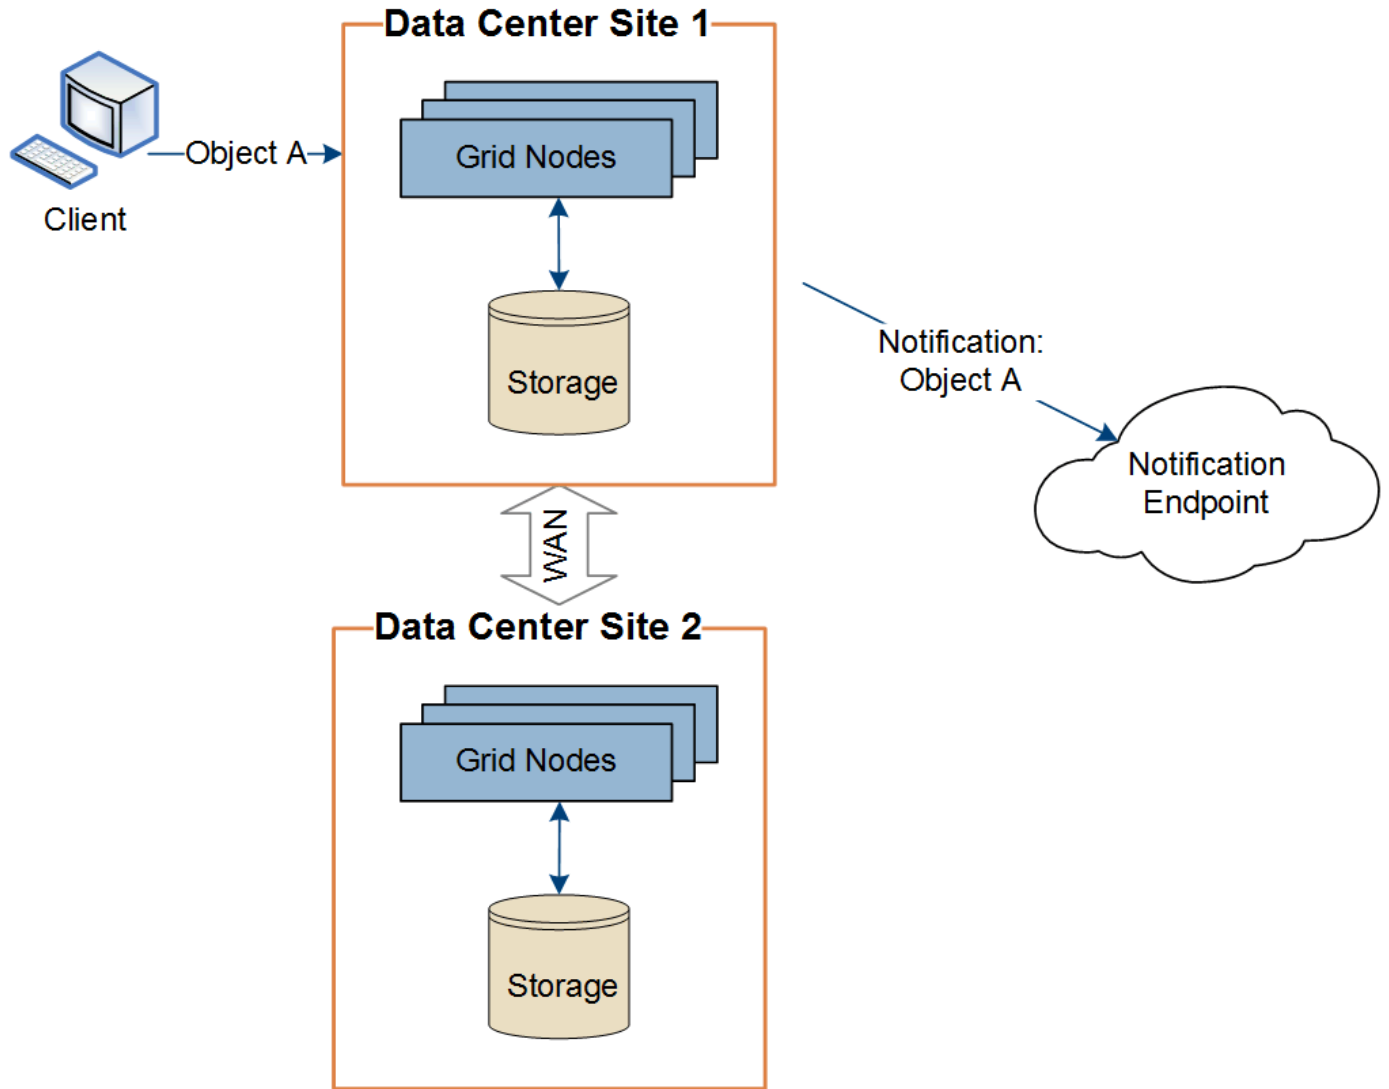 Data Center Site 1
Grid Nodes
Object A
Client
Storage
Notification:
Object A
Notification
Endpoint
WAN
Data Center Site 2
Grid Nodes
Storage